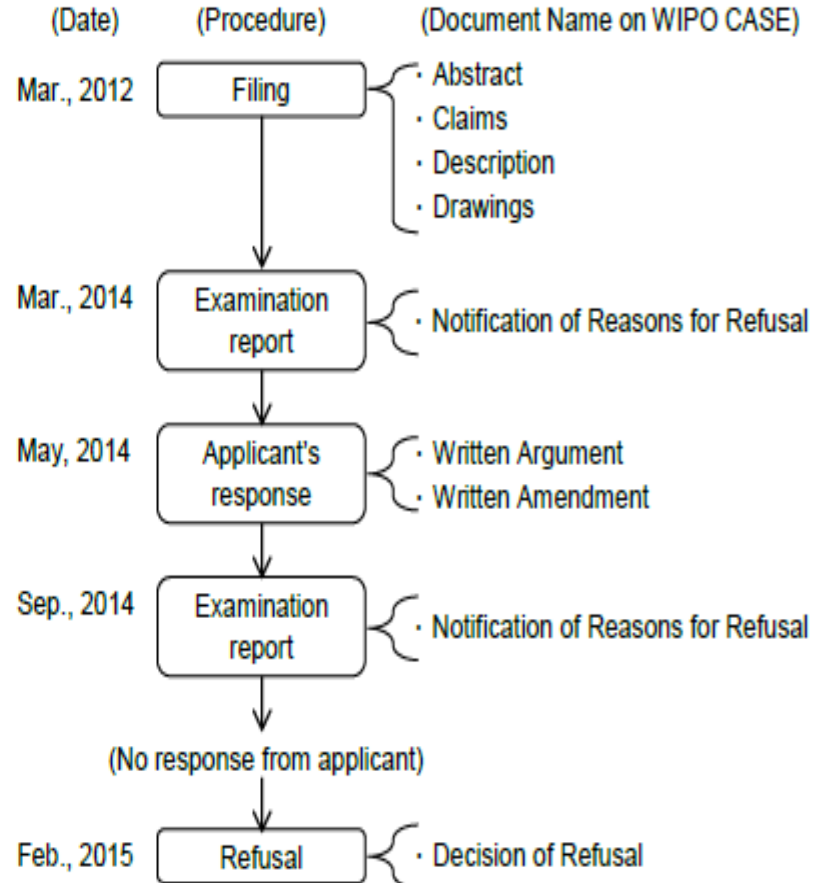 (Date) (Procedure) (Document Name on WIPO CASE)
Mar., 2012 Filing
· Abstract
· Claims
· Description
· Drawings
Mar., 2014 Examination
report
· Notification of Reasons for Refusal
May, 2014 Applicant's
response
· Written Argument
· Written Amendment
Sep., 2014 Examination
report
· Notification of Reasons for Refusal
(No response from applicant)
Feb., 2015 Refusal · Decision of Refusal